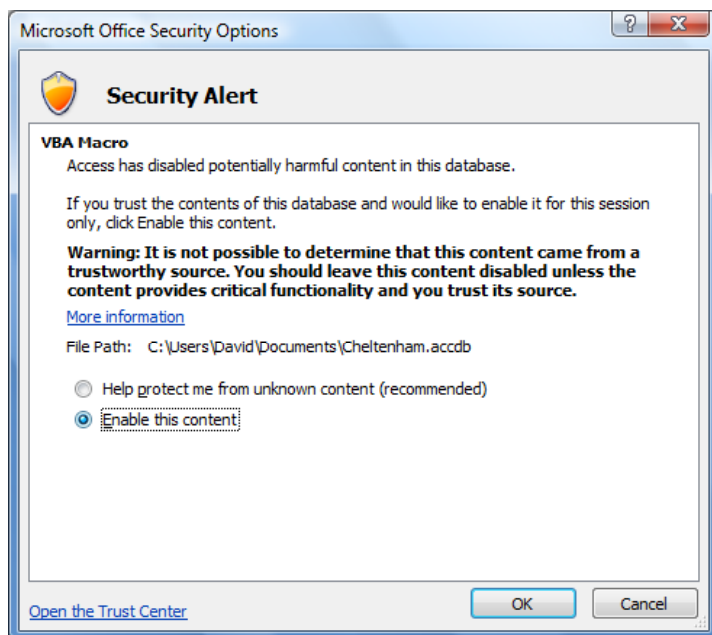 Microsoft Office Security Options
?
X
Security Alert
VBA Macro
Access has disabled potentially harmful content in this database.
If you trust the contents of this database and would like to enable it for this session
only, click Enable this content.
Warning: It is not possible to determine that this content came from a
trustworthy source. You should leave this content disabled unless the
content provides critical functionality and you trust its source.
More information
File Path: C:\Users\David\Documents\Cheltenham.accdb
Help protect me from unknown content (recommended)
Enable this content
Open the Trust Center
OK
Cancel